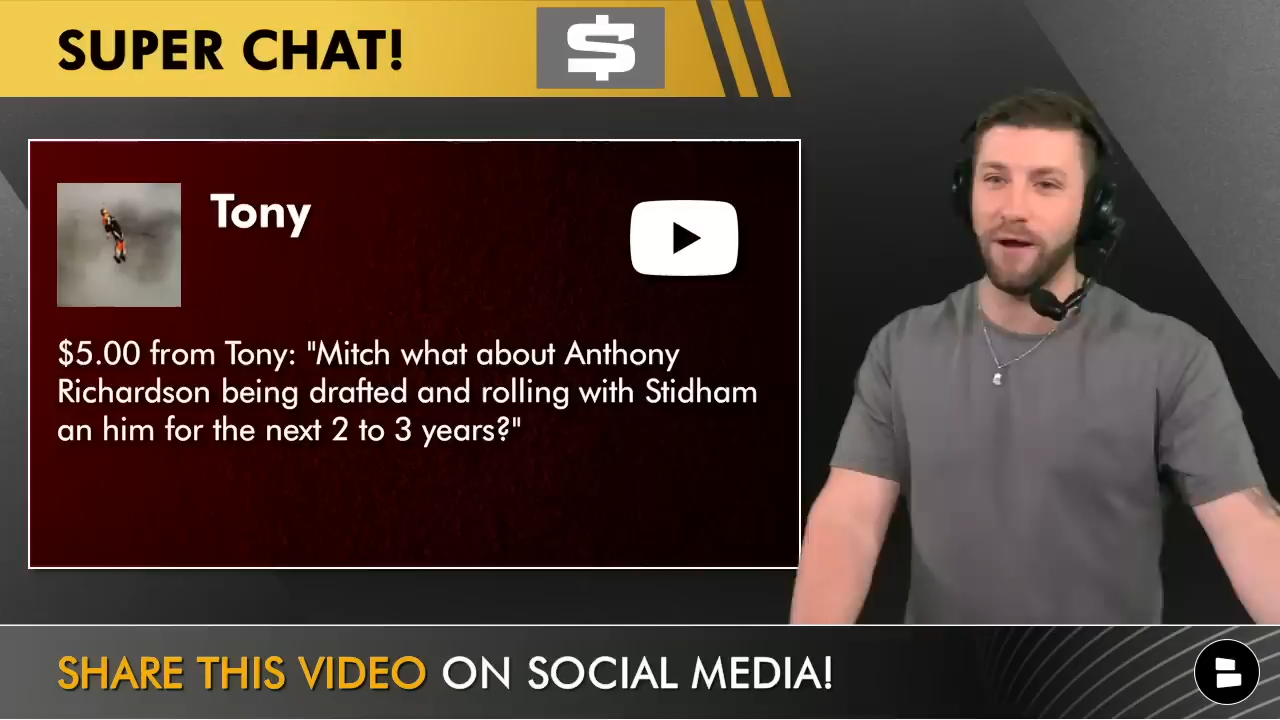 SUPER CHAT!
Tony
$5.00 from Tony: "Mitch what about Anthony
Richardson being drafted and rolling with Stidham
an him for the next 2 to 3 years?"
SHARE THIS VIDEO ON SOCIAL MEDIA!